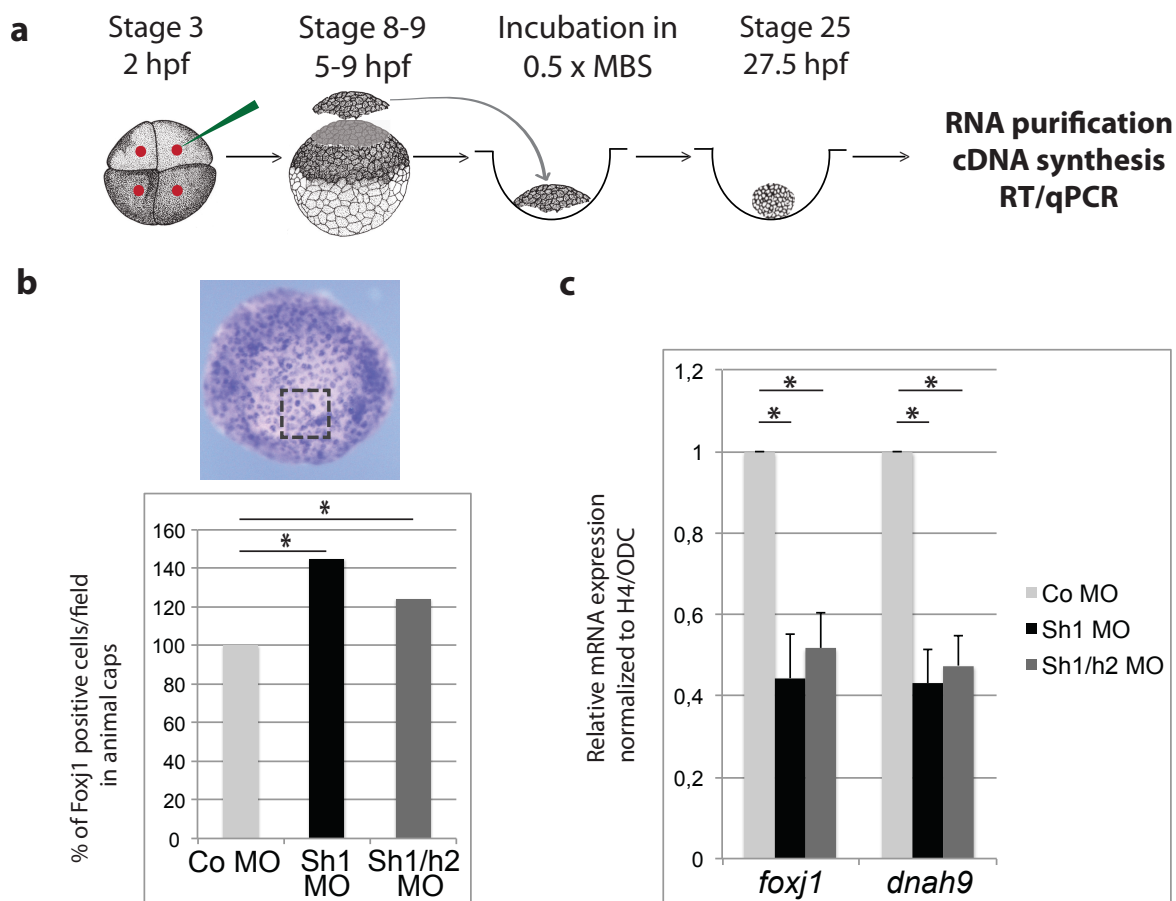 a
Stage 3
2 hpf
Stage 8-9
5-9 hpf
Incubation in
0.5 x MBS
Stage 25
27.5 hpf
RNA purification
cDNA synthesis
RT/qPCR
b
% of Foxj1 positive cells/field
in animal caps
160
140
120
100
80
60
40
20
0
*
*
Co MO
Sh1
MO
Sh1/h2
MO
c
Relative mRNA expression
normalized to H4/ODC
1,2
1
0,8
0,6
0,4
0,2
0
*
*
*
*
foxj1
dnah9
Co MO
Sh1 MO
Sh1/h2 MO